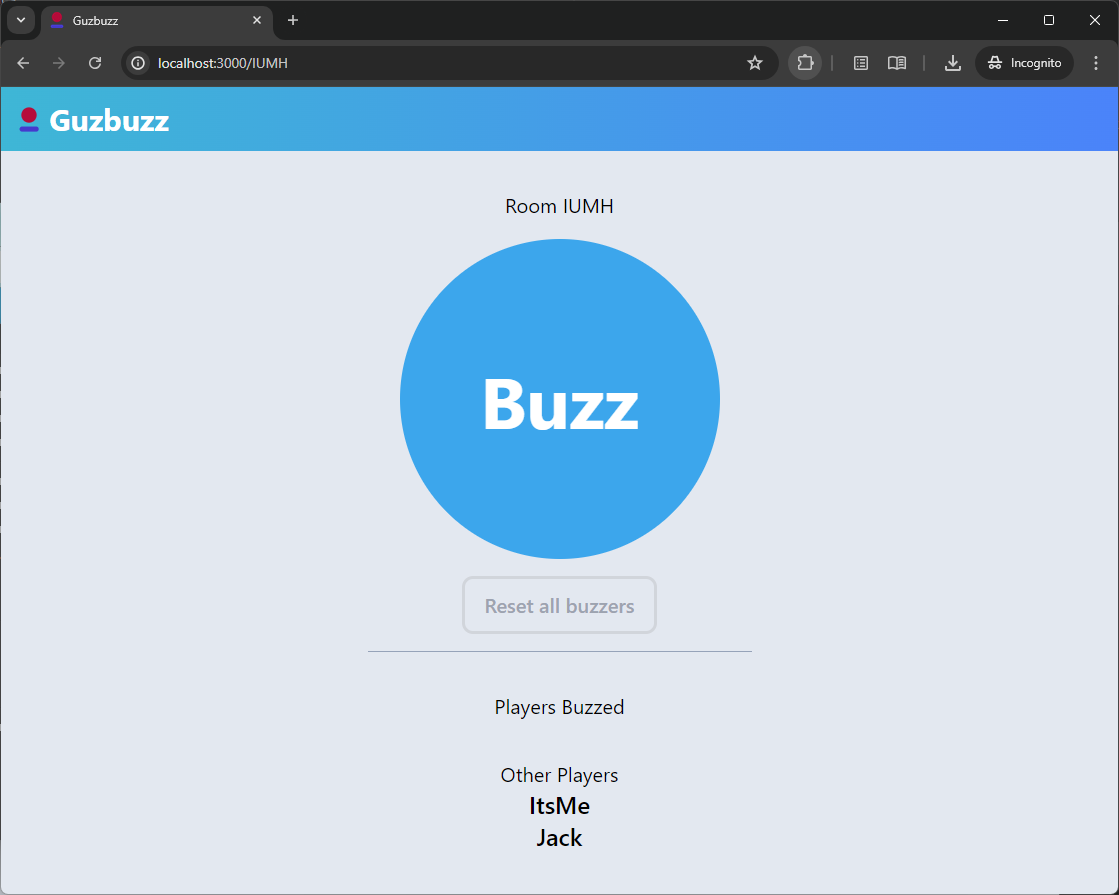 Guzbuzz
localhost:3000/IUMH
Incognito
Guzbuzz
Room IUMH
Buzz
Reset all buzzers
Players Buzzed
Other Players
ItsMe
Jack